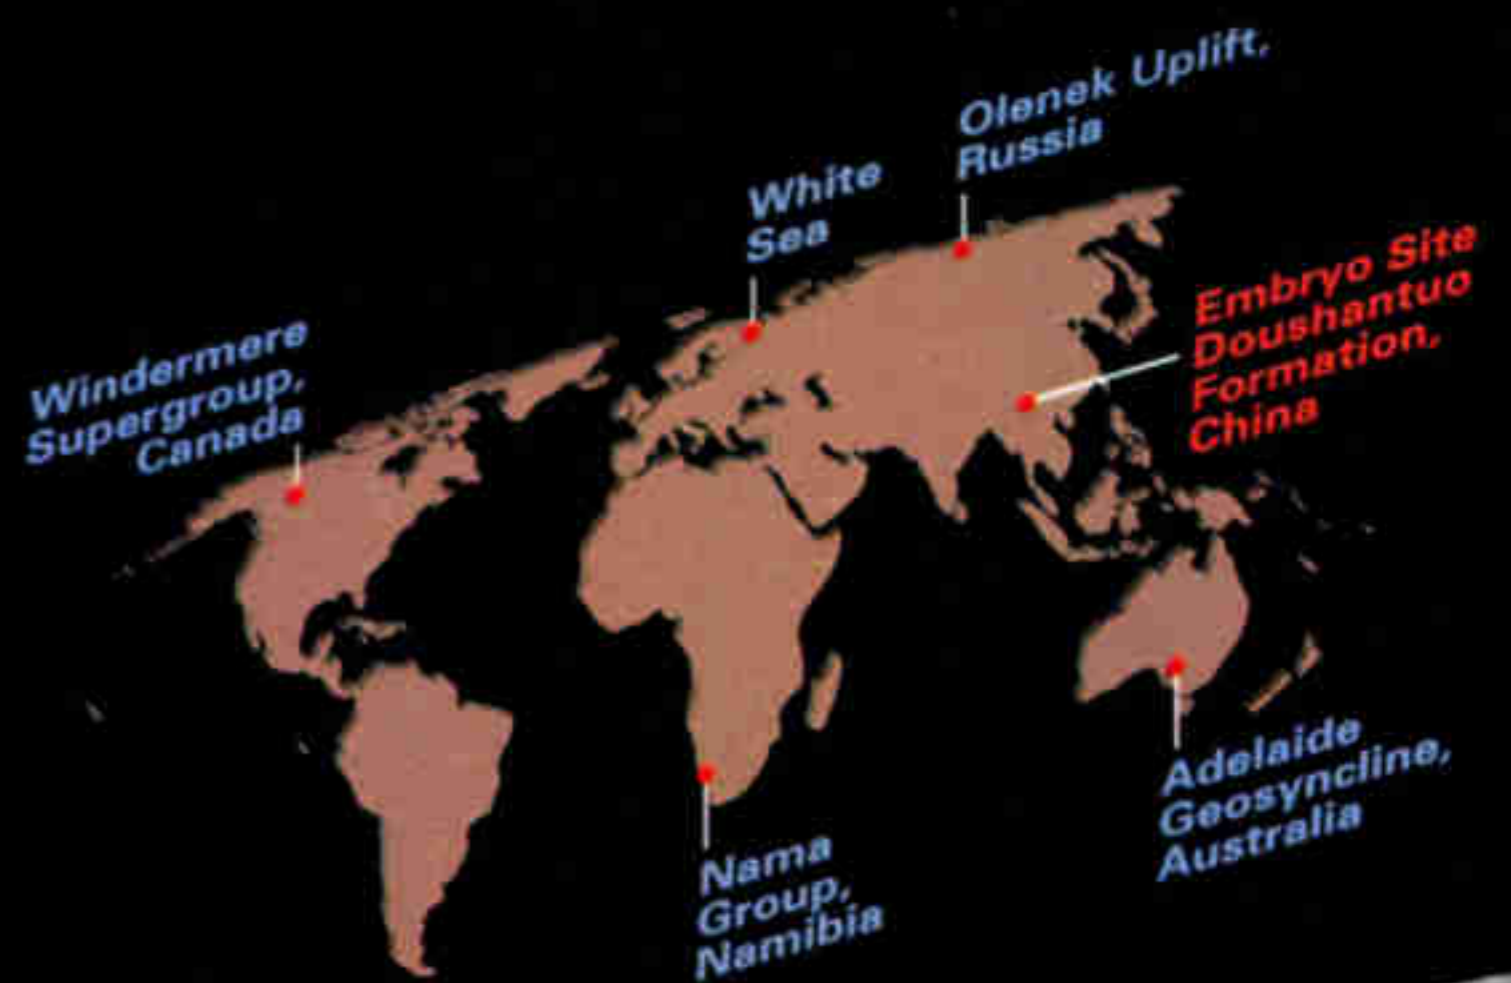 Olenek Uplift,
Russia
White
Sea
Embryo Site
Doushantuo
Formation,
China
Windermere
Supergroup,
Canada
Adelaide
Geosyncline,
Australia
Nama
Group,
Namibia